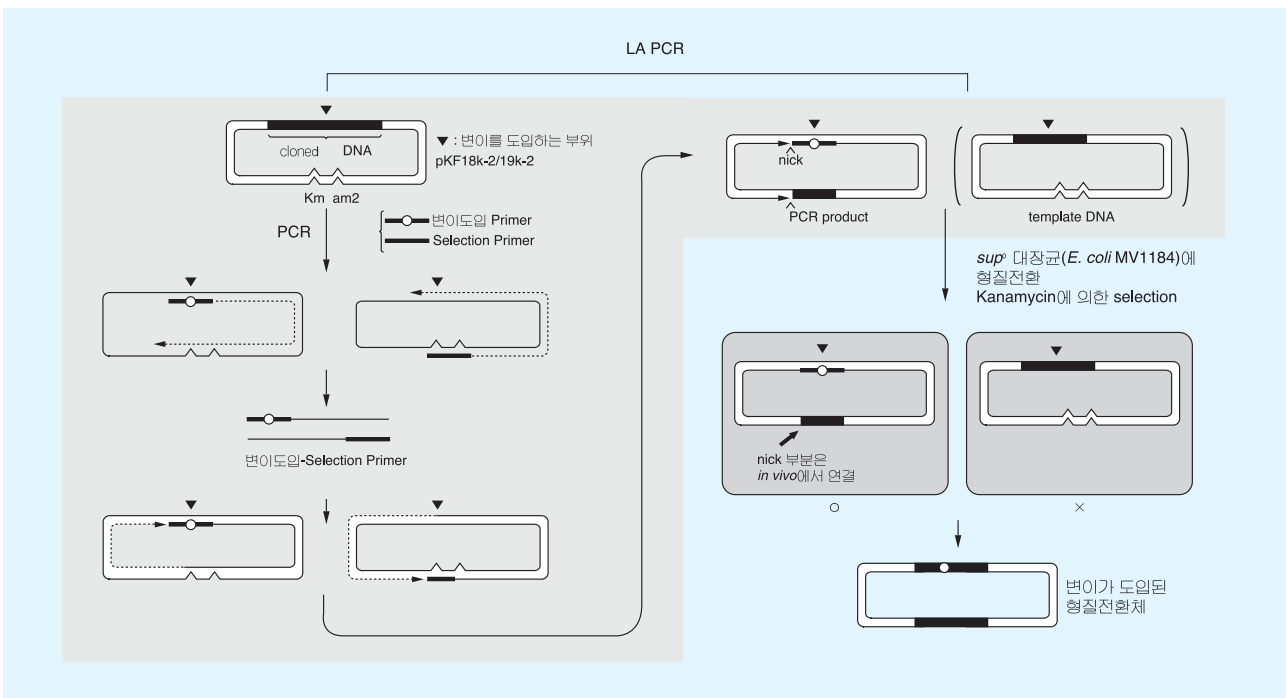 LA PCR
▼
cloned DNA
▼ : 변이를 도입하는 부위
pKF18k-2/19k-2
Km am2
PCR
변이도입 Primer
Selection Primer
▼
▼
변이도입-Selection Primer
▼
▼
▼
nick
PCR product
▼
template DNA
supº 대장균(E. coli MV1184)에
형질전환
Kanamycin에 의한 selection
▼
nick 부분은
in vivo에서 연결
○
▼
×
변이가 도입된
형질전환체